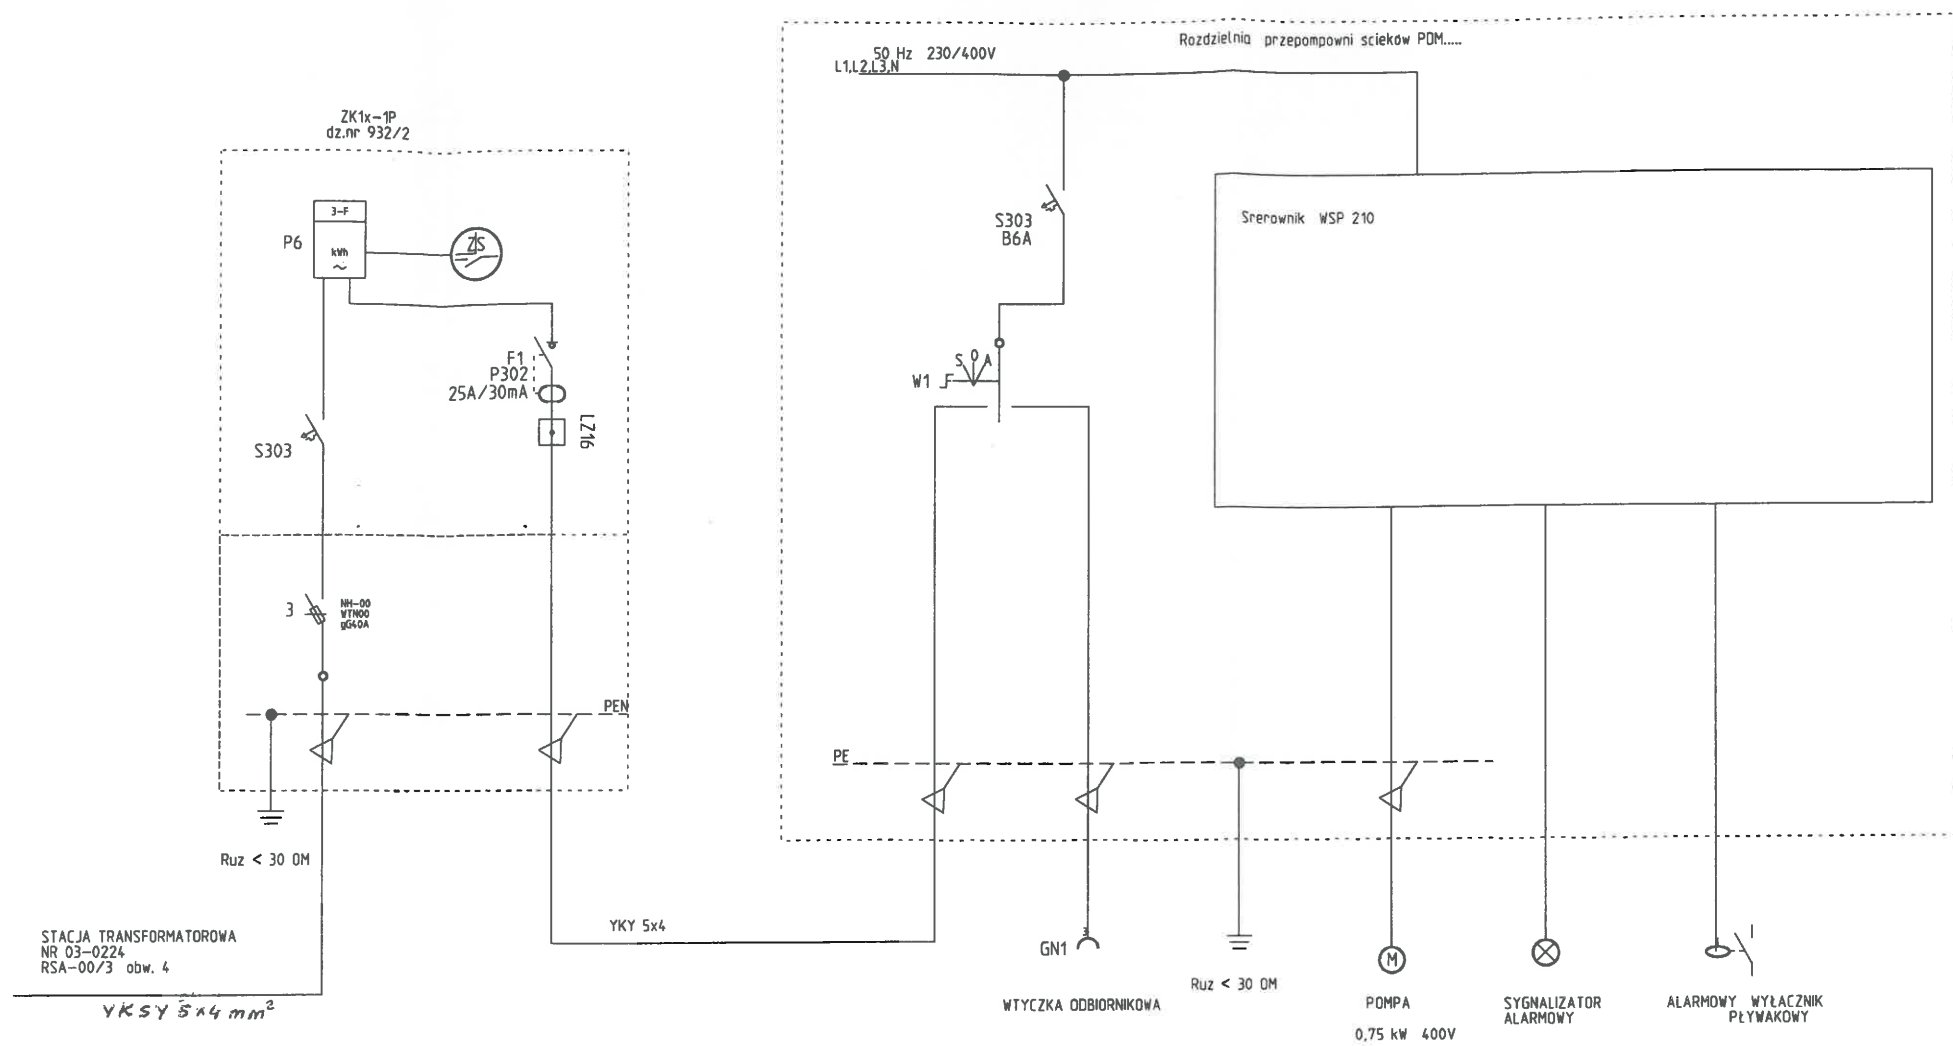 Rozdzielnia przepompowni scieków POM.....
50 Hz 230/400V
L1,L2,L3,N
ZK1x-1P
dz.nr 932/2
3-F
P6
kWh
~
ZS
Srerownik WSP 210
S303
B6A
F1
P302
25A/30mA
LZ16
S O A
W1
S303
3
NH-00
WTN00
gG40A
PEN
PE
Ruz < 30 OM
YKY 5x4
STACJA TRANSFORMATOROWA
NR 03-0224
RSA-00/3 obw. 4
YKSY 5x4 mm²
3
GN1
M
WTYCZKA ODBIORNIKOWA
Ruz < 30 OM
POMPA
0,75 kW 400V
SYGNALIZATOR
ALARMOWY
ALARMOWY WYŁACZNIK
PŁYWAKOWY